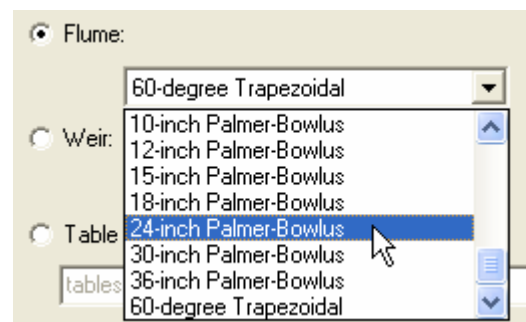 Flume:
60-degree Trapezoidal
10-inch Palmer-Bowlus
Weir:
12-inch Palmer-Bowlus
15-inch Palmer-Bowlus
18-inch Palmer-Bowlus
Table
24-inch Palmer-Bowlus
30-inch Palmer-Bowlus
tables
36-inch Palmer-Bowlus
60-degree Trapezoidal